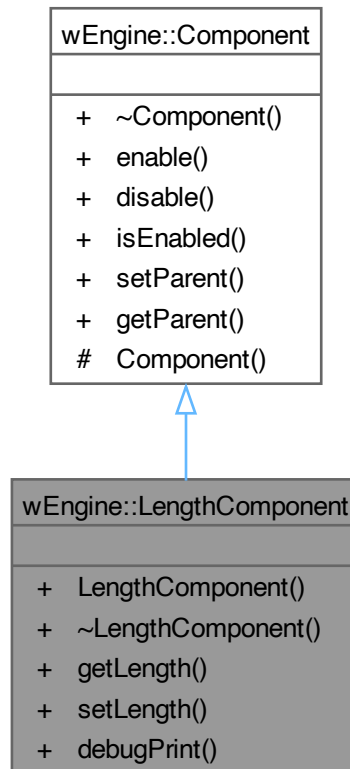 wEngine::Component
+ ~Component()
+ enable()
+ disable()
+ isEnabled()
+ setParent()
+ getParent()
# Component()
wEngine::LengthComponent
+ LengthComponent()
+ ~LengthComponent()
+ getLength()
+ setLength()
+ debugPrint()